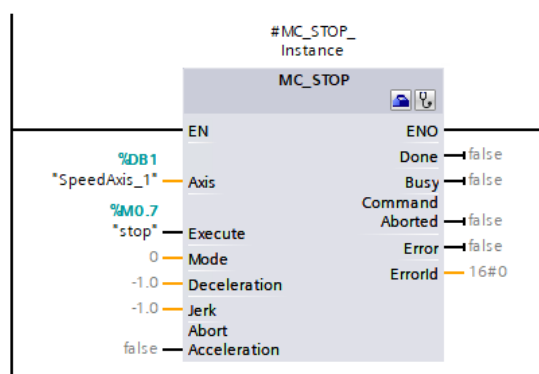 #MC_STOP_
Instance
MC_STOP
EN ENO
%DB1
"SpeedAxis_1" Axis
%M0.7
"stop" Execute
0 Mode
-1.0 Deceleration
-1.0 Jerk
Abort
false Acceleration
Done false
Busy false
Command
Aborted false
Error false
ErrorId 16#0